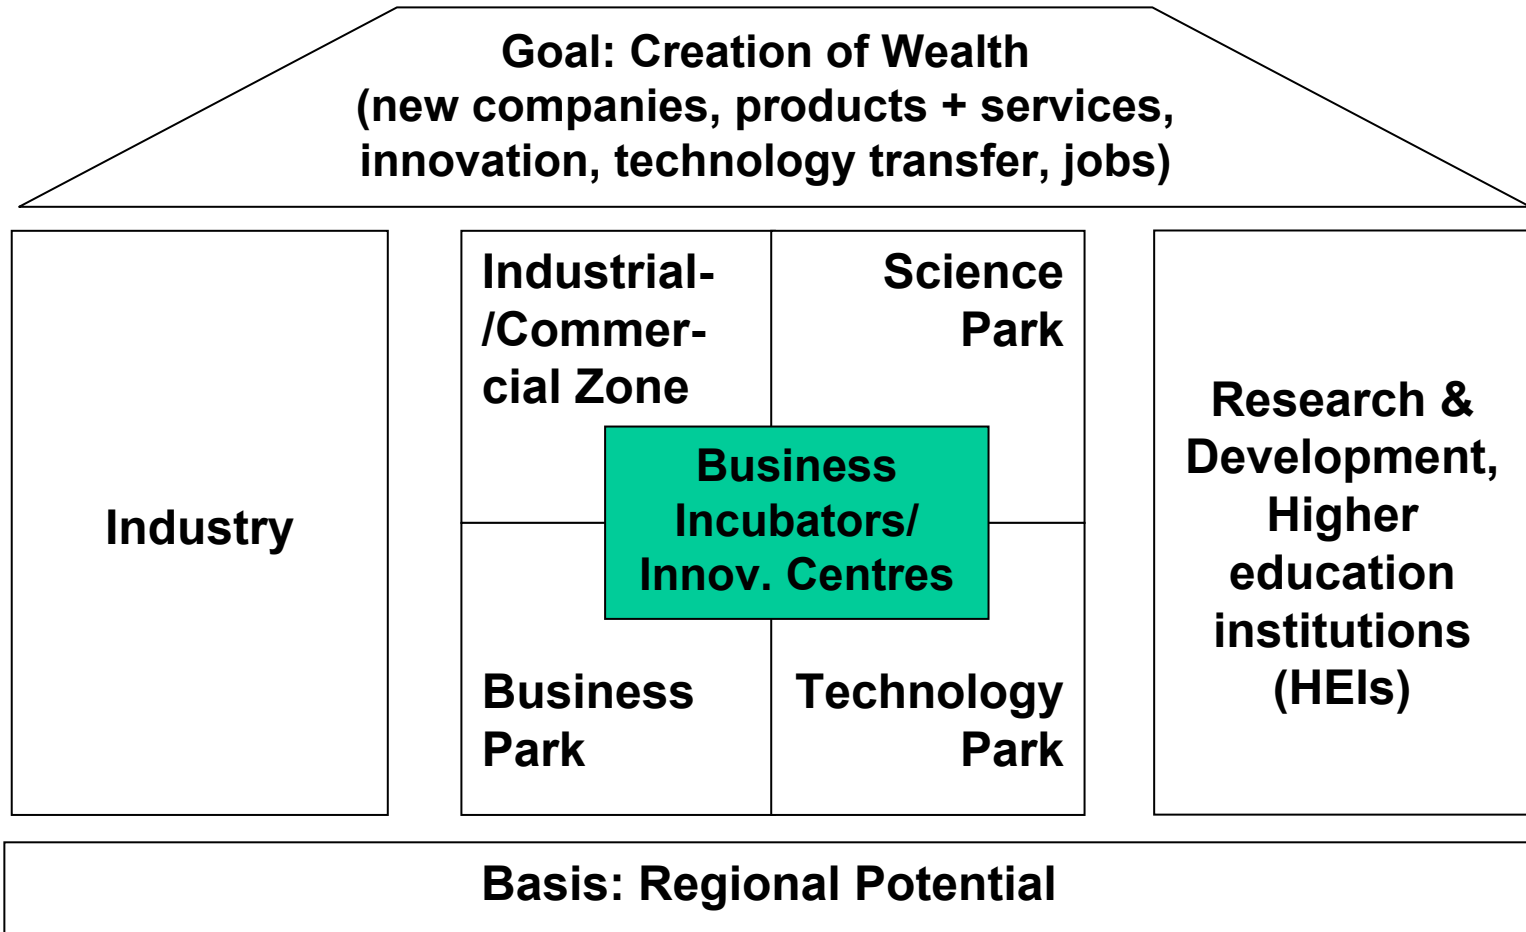 Goal: Creation of Wealth
(new companies, products + services,
innovation, technology transfer, jobs)
Industry
Industrial-
/Commer-
cial Zone
Science
Park
Business
Incubators/
Innov. Centres
Business
Park
Technology
Park
Research &
Development,
Higher
education
institutions
(HEIs)
Basis: Regional Potential